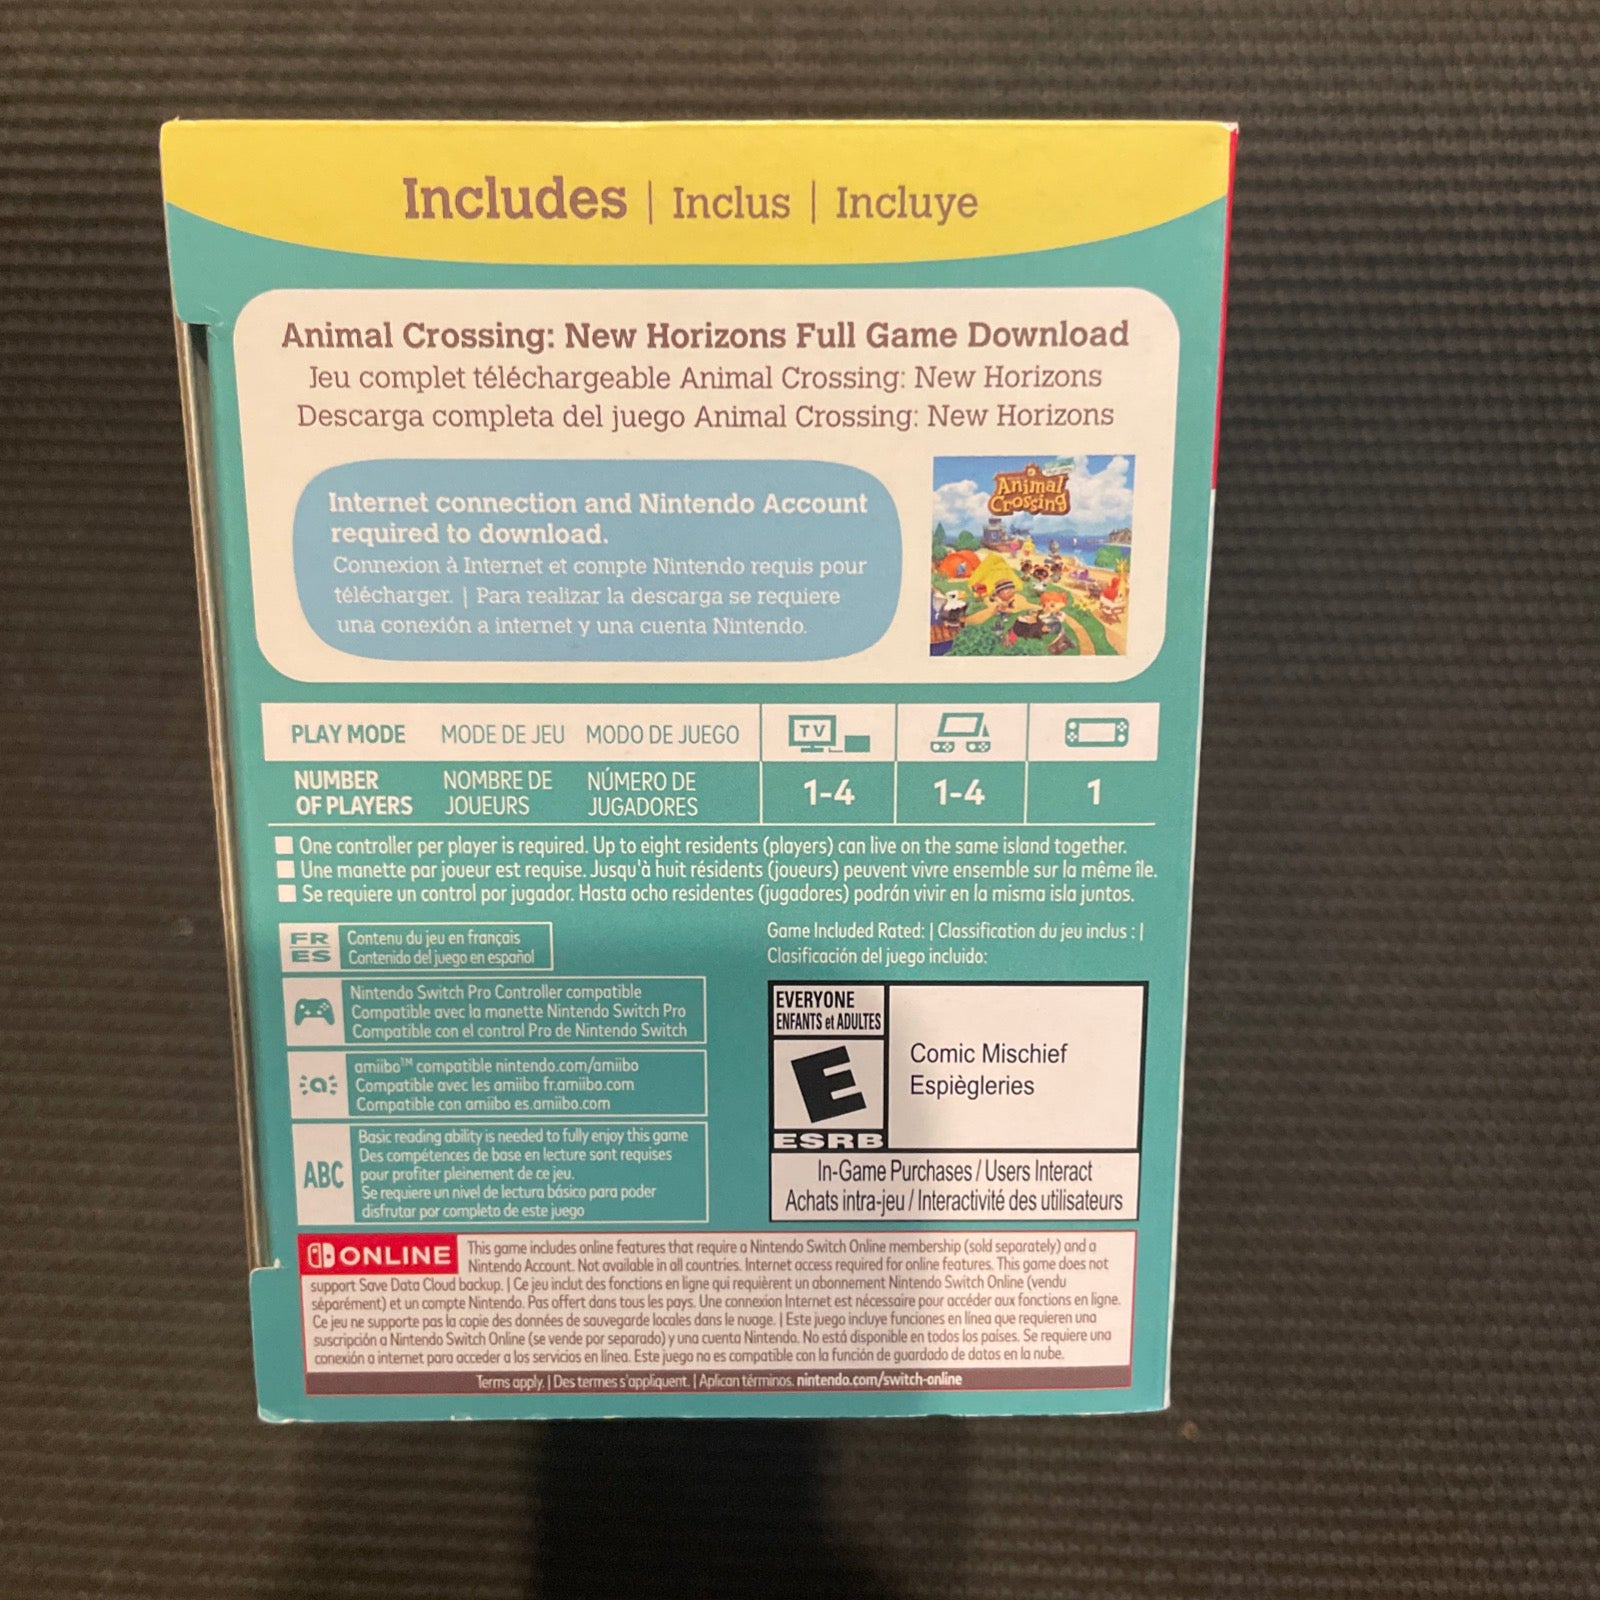 Includes | Inclus | Incluye
Animal Crossing: New Horizons Full Game Download
Jeu complet téléchargeable Animal Crossing: New Horizons
Descarga completa del juego Animal Crossing: New Horizons
Internet connection and Nintendo Account
required to download.
Connexion à Internet et compte Nintendo requis pour
télécharger. | Para realizar la descarga se requiere
una conexión a internet y una cuenta Nintendo.
Animal
Crossing
PLAY MODE MODE DE JEU MODO DE JUEGO TV
NUMBER OF PLAYERS NOMBRE DE JOUEURS NÚMERO DE JUGADORES 1-4 1-4 1
One controller per player is required. Up to eight residents (players) can live on the same island together.
Une manette par joueur est requise. Jusqu'à huit résidents (joueurs) peuvent vivre ensemble sur la même île.
Se requiere un control por jugador. Hasta ocho residentes (jugadores) podrán vivir en la misma isla juntos.
FR
ES
Contenu du jeu en français
Contenido del juego en español
Nintendo Switch Pro Controller compatible
Compatible avec la manette Nintendo Switch Pro
Compatible con el control Pro de Nintendo Switch
amiibo™ compatible nintendo.com/amiibo
Compatible avec les amiibo fr.amiibo.com
Compatible con amiibo es.amiibo.com
ABC
Basic reading ability is needed to fully enjoy this game
Des compétences de base en lecture sont requises
pour profiter pleinement de ce jeu.
Se requiere un nivel de lectura básico para poder
disfrutar por completo de este juego
Game Included Rated: | Classification du jeu inclus : |
Clasificación del juego incluido:
EVERYONE
ENFANTS et ADULTES
E
ESRB
Comic Mischief
Espiègleries
In-Game Purchases / Users Interact
Achats intra-jeu / Interactivité des utilisateurs
ONLINE
This game includes online features that require a Nintendo Switch Online membership (sold separately) and a
Nintendo Account. Not available in all countries. Internet access required for online features. This game does not
support Save Data Cloud backup. | Ce jeu inclut des fonctions en ligne qui requièrent un abonnement Nintendo Switch Online (vendu
séparément) et un compte Nintendo. Pas offert dans tous les pays. Une connexion Internet est nécessaire pour accéder aux fonctions en ligne.
Ce jeu ne supporte pas la copie des données de sauvegarde locales dans le nuage. | Este juego incluye funciones en línea que requieren una
suscripción a Nintendo Switch Online (se vende por separado) y una cuenta Nintendo. No está disponible en todos los países. Se requiere una
conexión a internet para acceder a los servicios en línea. Este juego no es compatible con la función de guardado de datos en la nube.
Terms apply. | Des termes s'appliquent. | Aplican términos. nintendo.com/switch-online